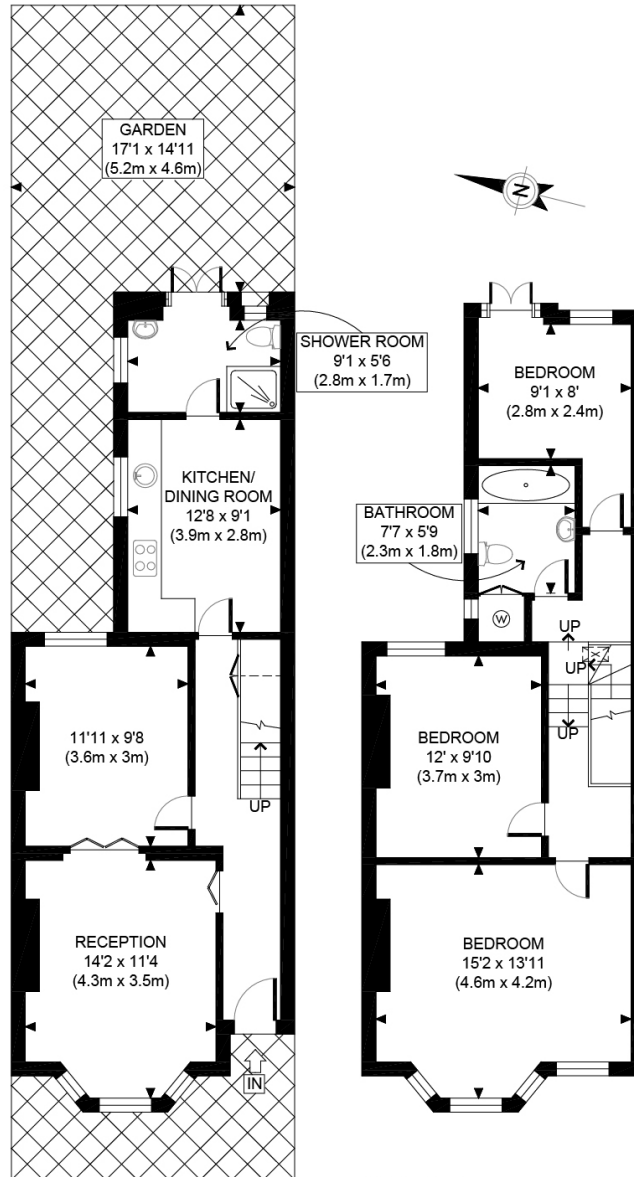 GARDEN
17'1 x 14'11
(5.2m x 4.6m)
N
SHOWER ROOM
9'1 x 5'6
(2.8m x 1.7m)
KITCHEN/
DINING ROOM
12'8 x 9'1
(3.9m x 2.8m)
11'11 x 9'8
(3.6m x 3m)
UP
RECEPTION
14'2 x 11'4
(4.3m x 3.5m)
IN
BEDROOM
9'1 x 8'
(2.8m x 2.4m)
BATHROOM
7'7 x 5'9
(2.3m x 1.8m)
W
UP
UP
UP
BEDROOM
12' x 9'10
(3.7m x 3m)
BEDROOM
15'2 x 13'11
(4.6m x 4.2m)